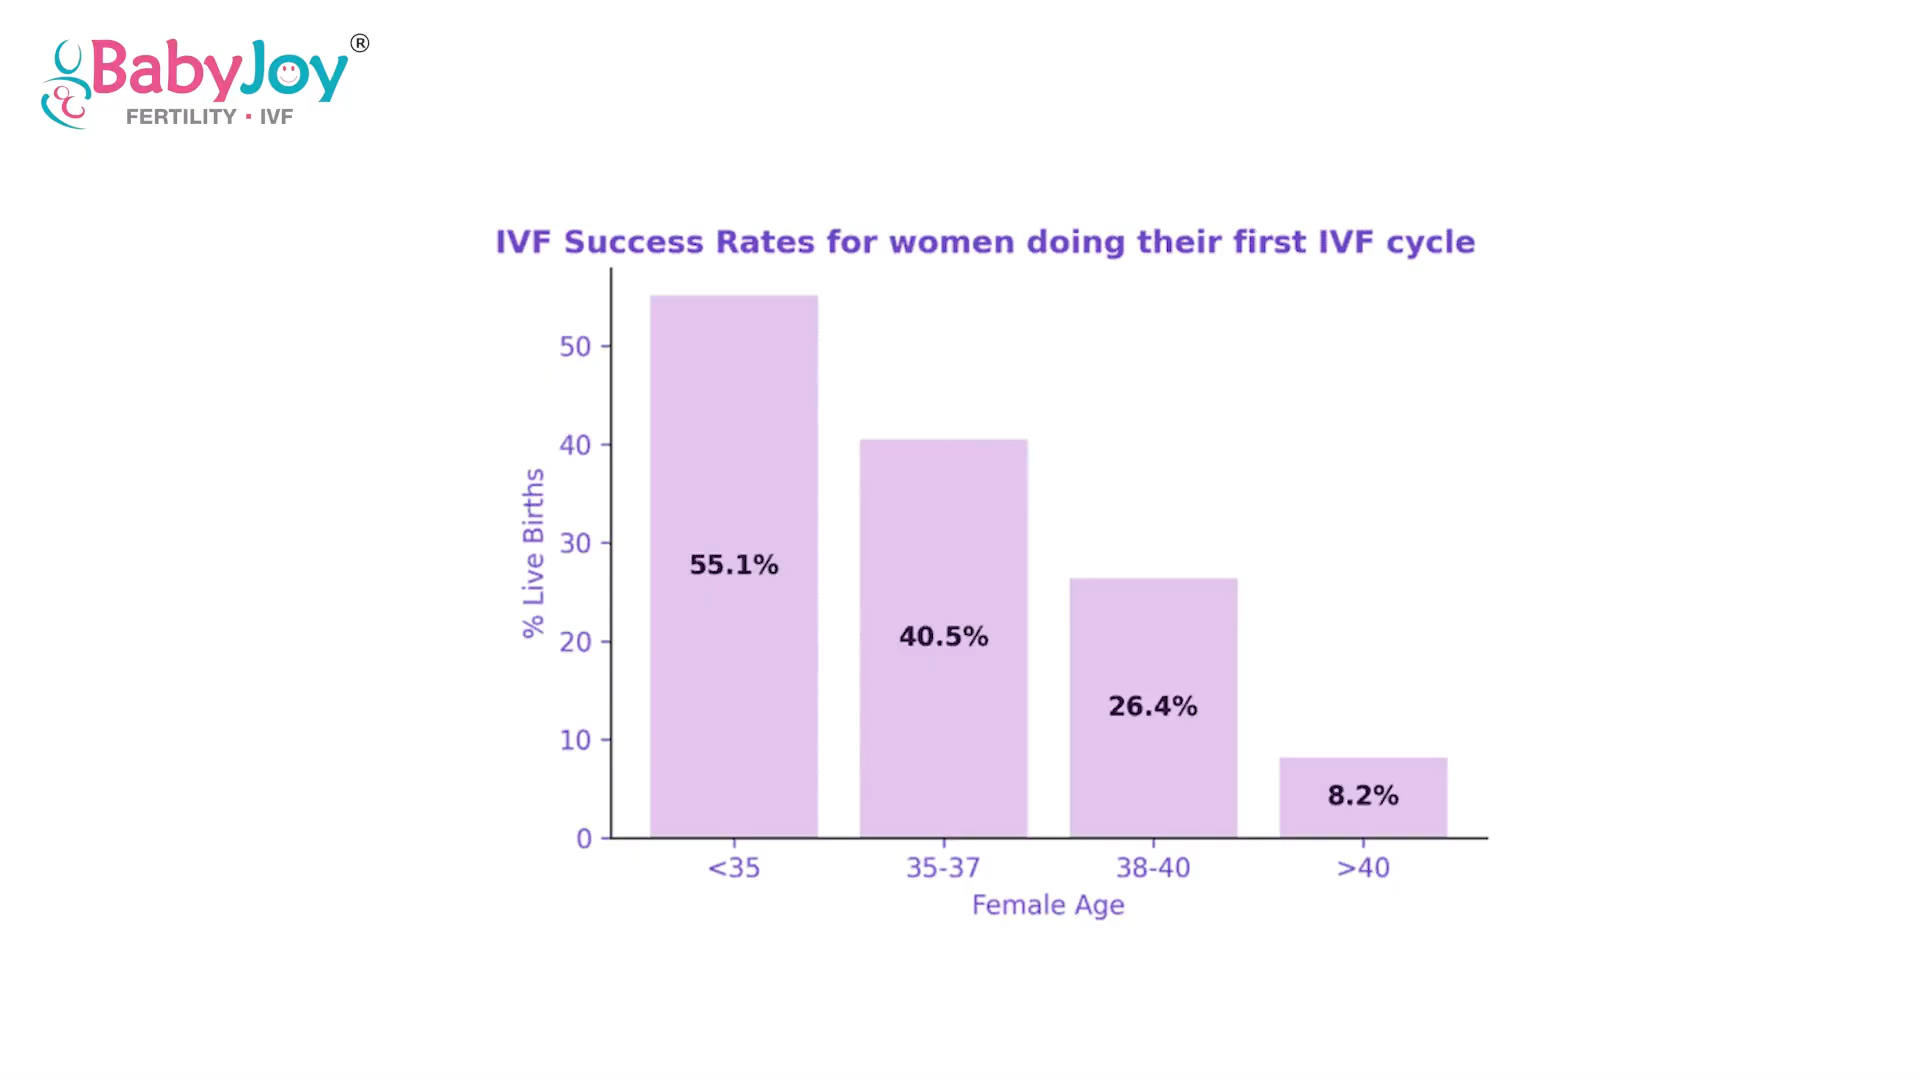 BabyJoy®
FERTILITY · IVF
IVF Success Rates for women doing their first IVF cycle
50
40
30
20
10
0
% Live Births
55.1%
40.5%
26.4%
8.2%
<35
35-37
38-40
>40
Female Age